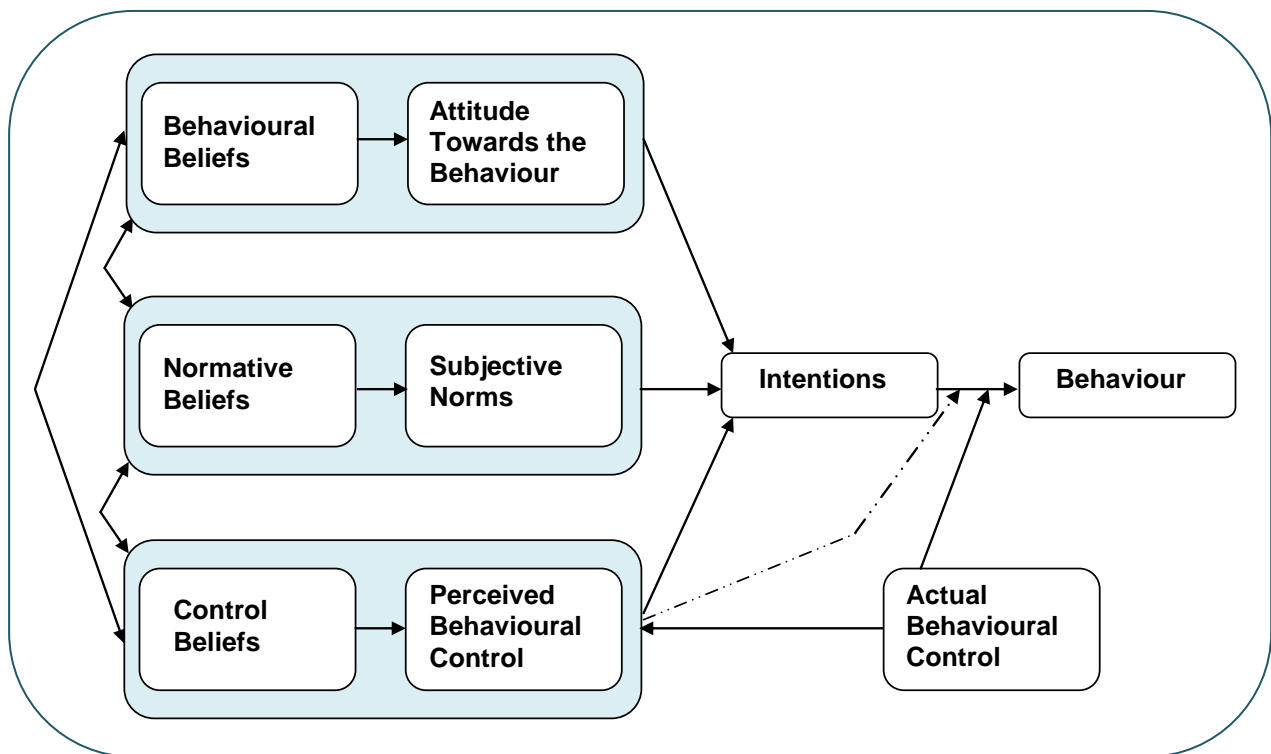 Behavioural
Beliefs
Attitude
Towards the
Behaviour
Normative
Beliefs
Subjective
Norms
Intentions
Behaviour
Control
Beliefs
Perceived
Behavioural
Control
Actual
Behavioural
Control